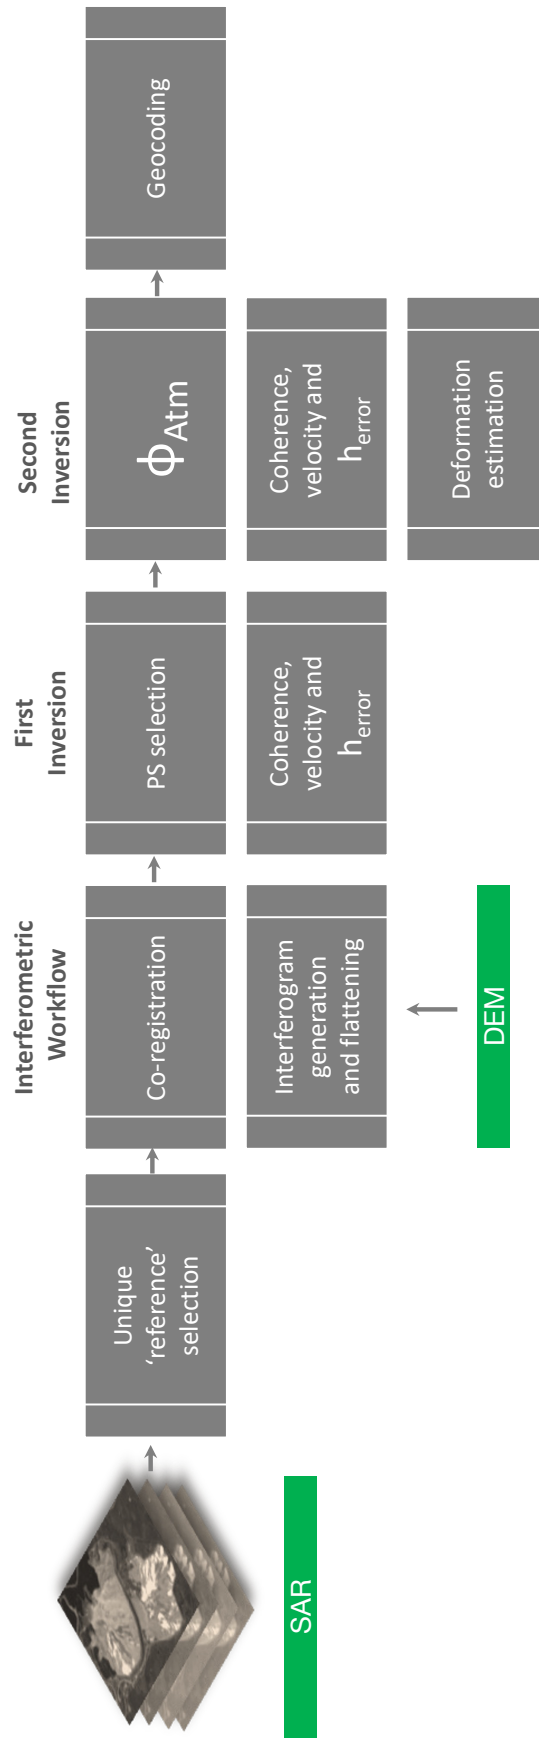 SAR
Unique
‘reference’
selection
Interferometric
Workflow
Co-registration
Interferogram
generation
and flattening
DEM
First
Inversion
PS selection
Coherence,
velocity and
herror
Second
Inversion
ϕAtm
Coherence,
velocity and
herror
Deformation
estimation
Geocoding